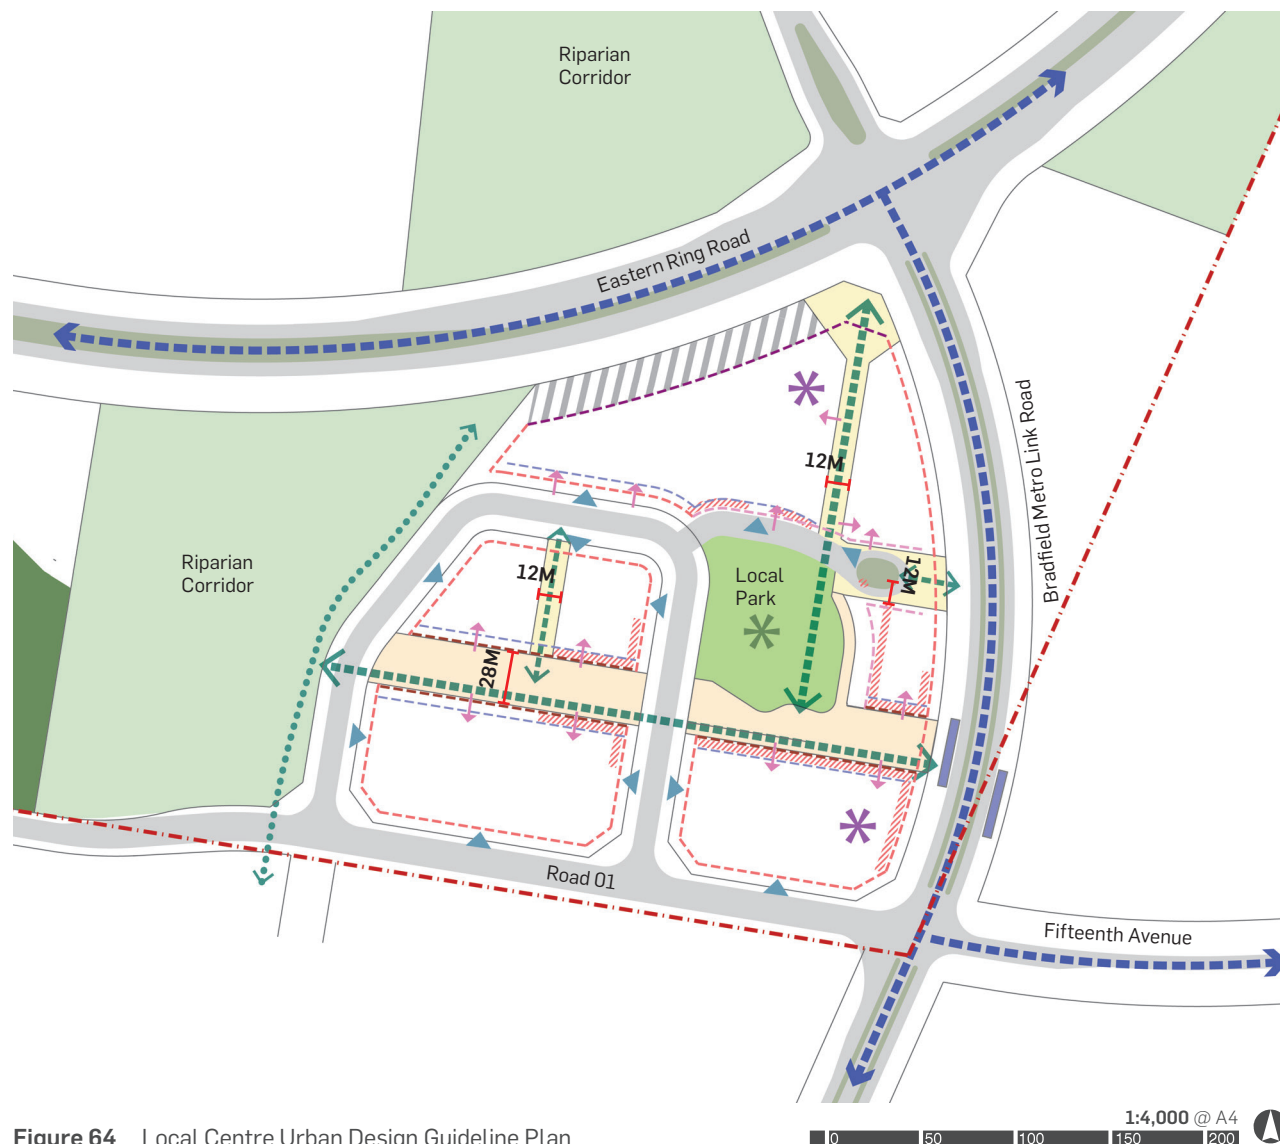 Riparian
Corridor
Eastern Ring Road
Bradfield Metro Link Road
12M
Riparian
Corridor
12M
Local
Park
12M
28M
Road 01
Fifteenth Avenue
1:4,000 @ A4
Figure 64 Local Centre Urban Design Guideline Plan
0 50 100 150 200